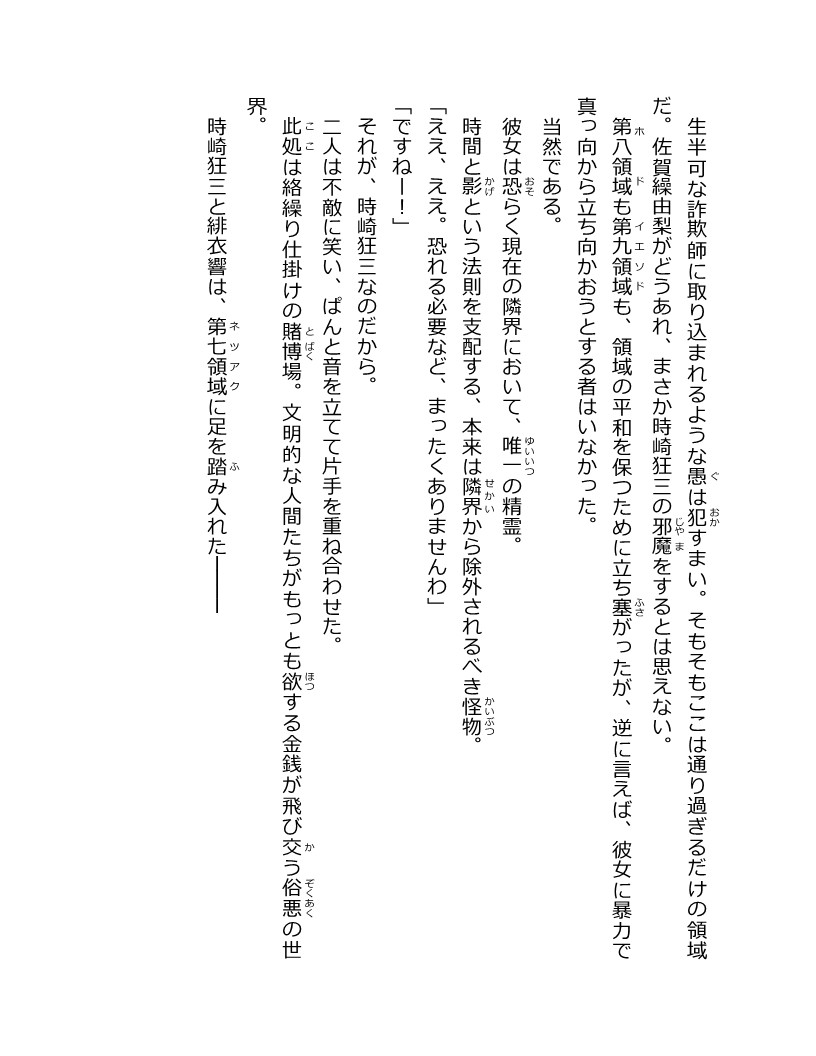 生半可な詐欺師に取り込まれるような愚は犯すまい。そもそもここは通り過ぎるだけの領域
だ。佐賀繰由梨がどうあれ、まさか時崎狂三の邪魔をするとは思えない。
第八領域も第九領域も、領域の平和を保つために立ち塞がったが、逆に言えば、彼女に暴力で
真っ向から立ち向かおうとする者はいなかった。
当然である。
彼女は恐らく現在の隣界において、唯一の精霊。
時間と影という法則を支配する、本来は隣界から除外されるべき怪物。
「ええ、ええ。恐れる必要など、まったくありませんわ」
「ですねー！」
それが、時崎狂三なのだから。
二人は不敵に笑い、ぱんと音を立てて片手を重ね合わせた。
此処は絡繰り仕掛けの賭博場。文明的な人間たちがもっとも欲する金銭が飛び交う俗悪の世
界。
時崎狂三と緋衣響は、第七領域に足を踏み入れた――